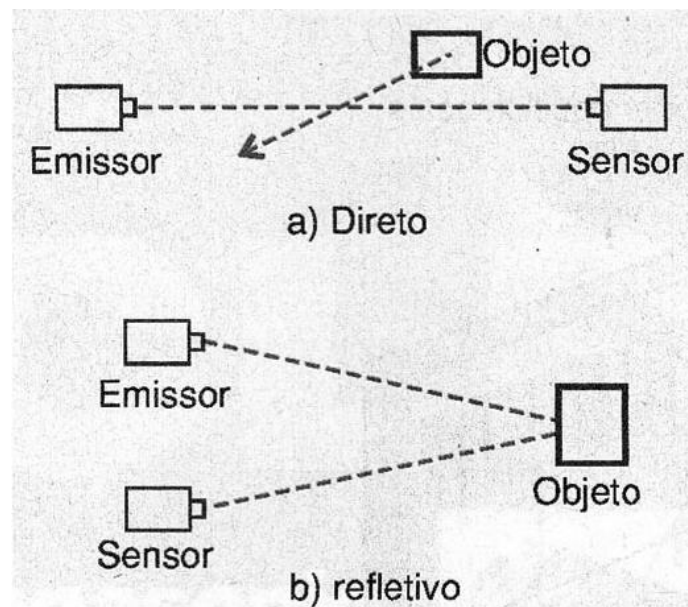 Objeto
Emissor
Sensor
a) Direto
Emissor
Objeto
Sensor
b) refletivo